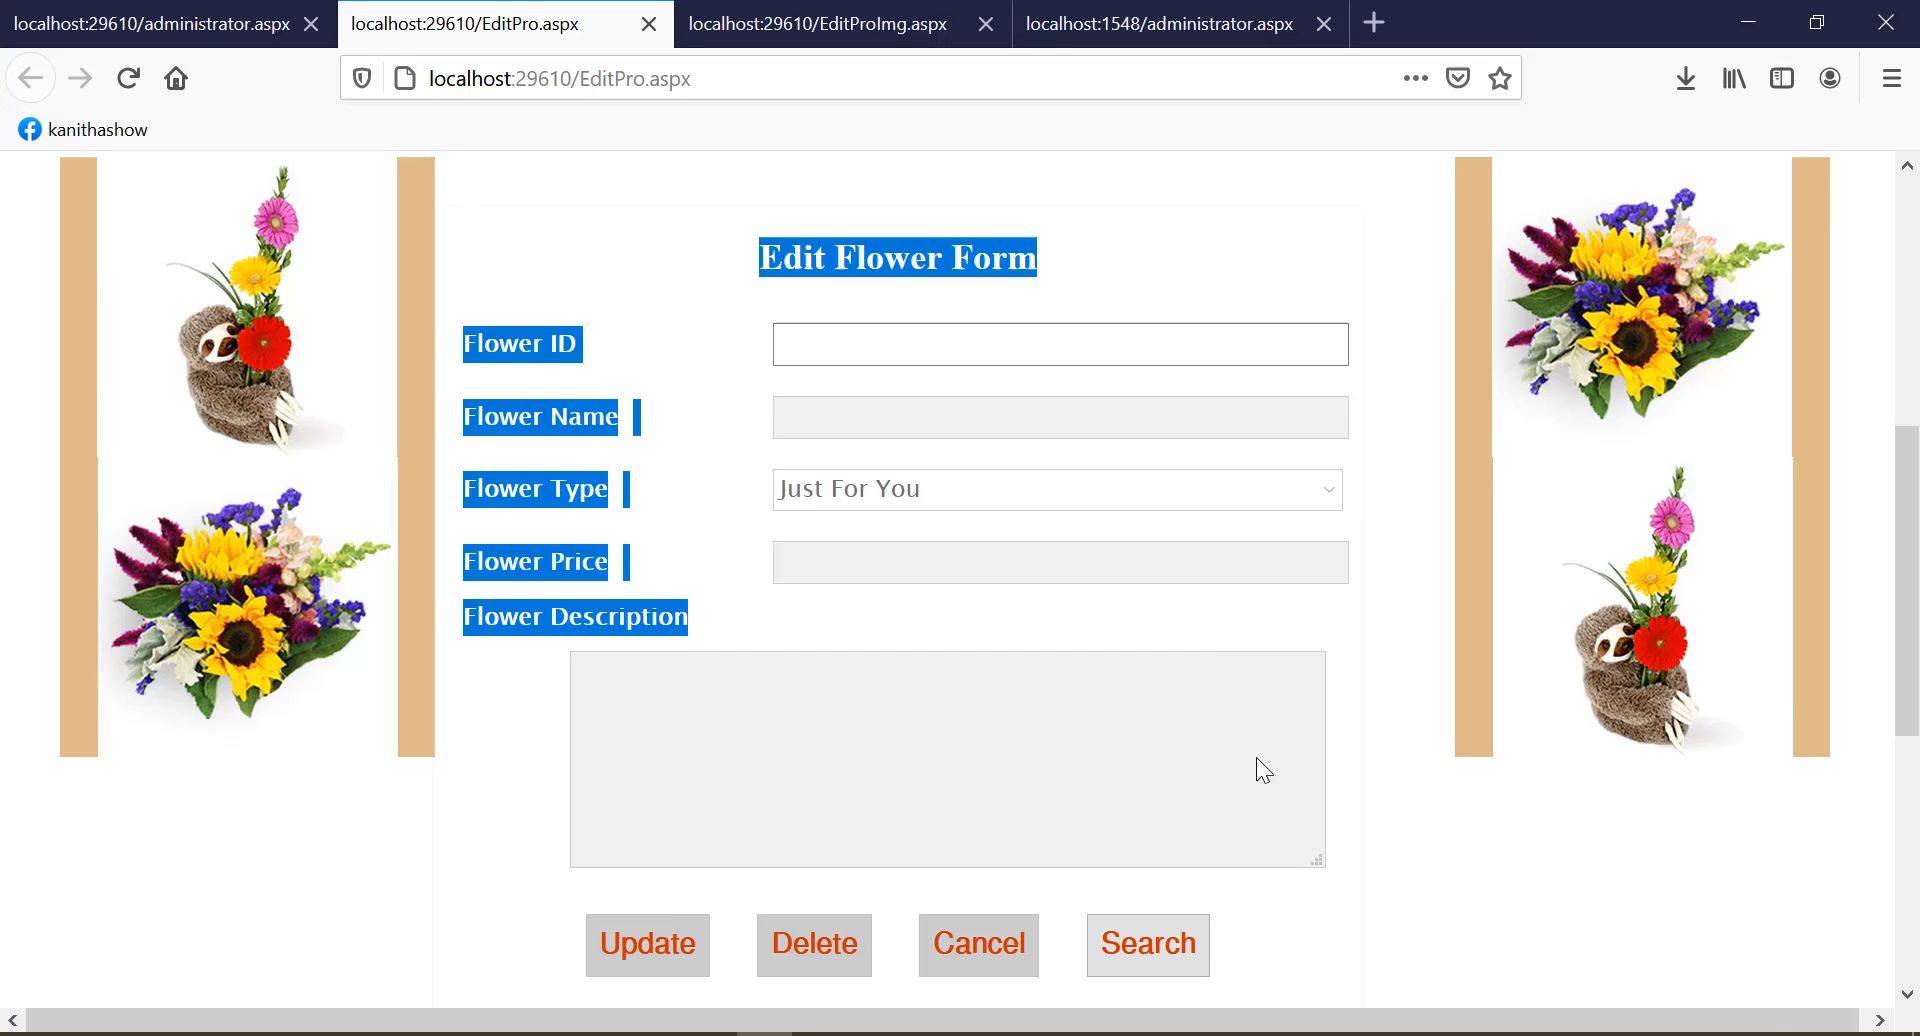 localhost:29610/administrator.aspx
localhost:29610/EditPro.aspx
localhost:29610/EditProImg.aspx
localhost:1548/administrator.aspx
localhost:29610/EditPro.aspx
kanithashow
Edit Flower Form
Flower ID
Flower Name
Flower Type
Just For You
Flower Price
Flower Description
Update
Delete
Cancel
Search